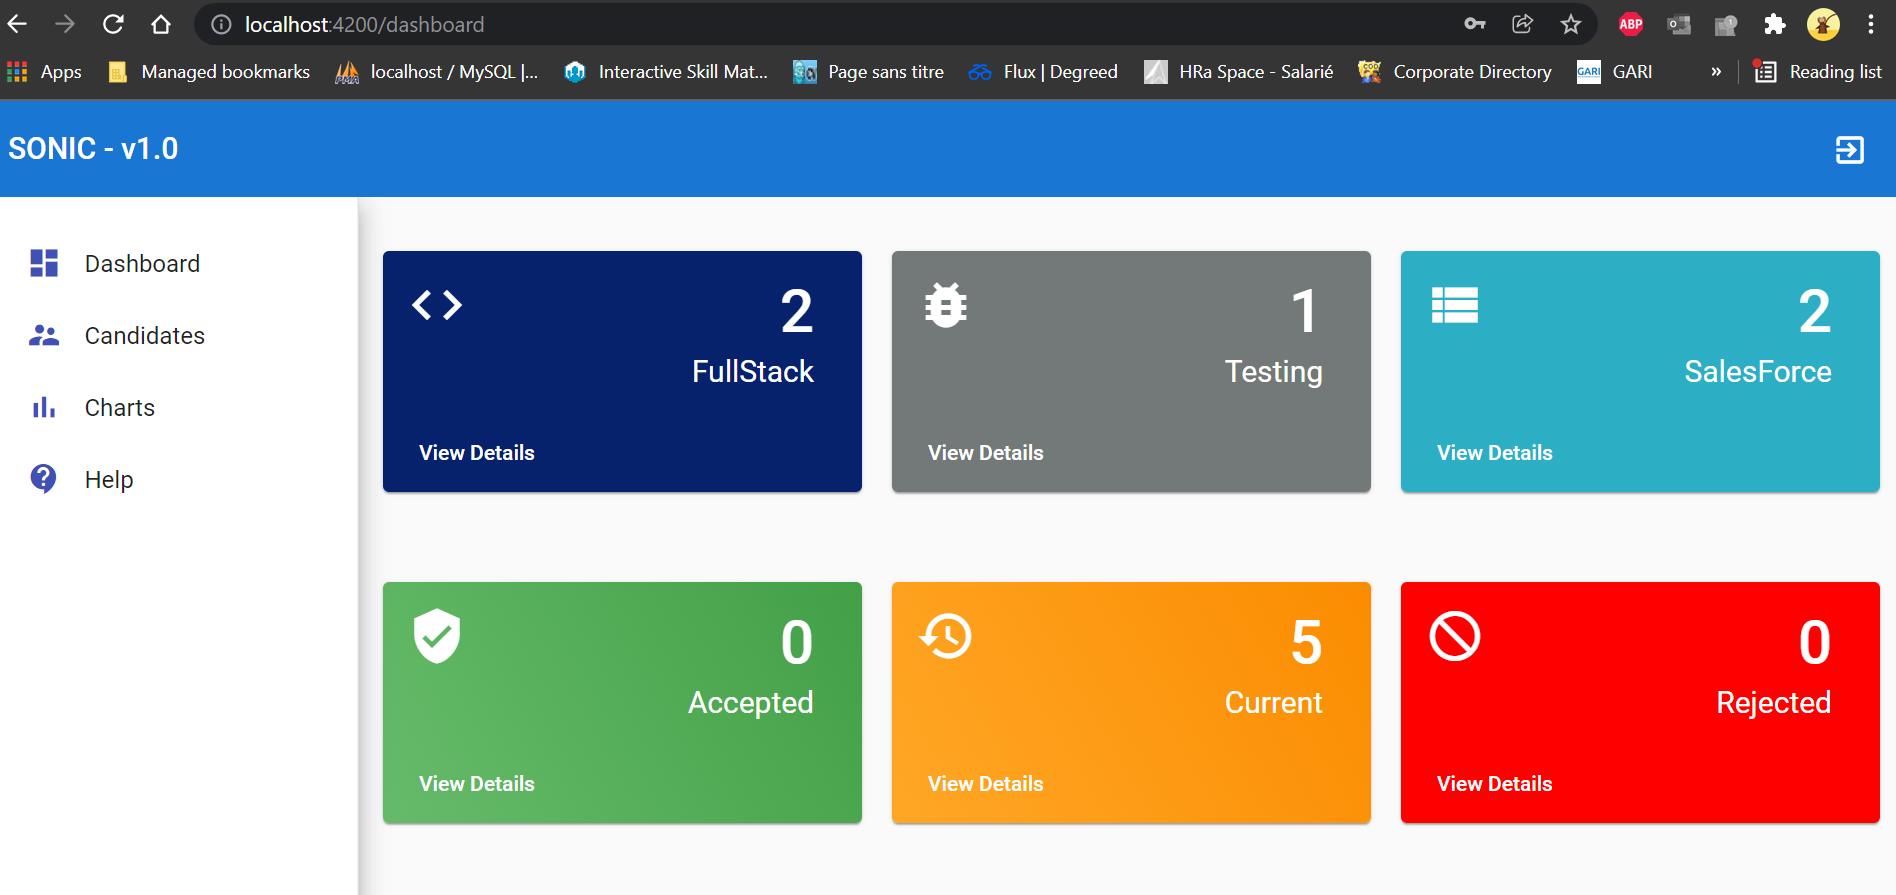 localhost:4200/dashboard
ABP
1
Apps
Managed bookmarks
PMA
localhost / MySQL |...
Interactive Skill Mat...
Page sans titre
Flux | Degreed
HRa Space - Salarié
Corporate Directory
GARI
GARI
»
Reading list
SONIC - v1.0
Dashboard
Candidates
Charts
Help
2
FullStack
View Details
1
Testing
View Details
2
SalesForce
View Details
0
Accepted
View Details
5
Current
View Details
0
Rejected
View Details